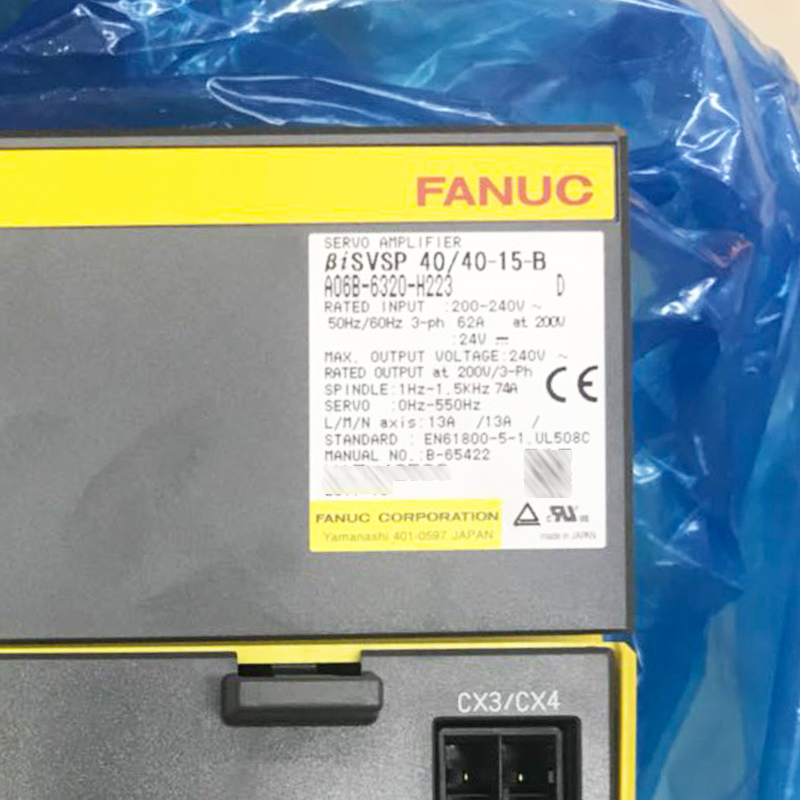 FANUC
SERVO AMPLIFIER
βiSVSP 40/40-15-B
A06B-6320-H223 D
RATED INPUT :200-240V ~
50Hz/60Hz 3-ph 62A at 200V
:24V ⎓
MAX. OUTPUT VOLTAGE:240V ~
RATED OUTPUT at 200V/3-Ph
SPINDLE:1Hz-1.5KHz 74A
SERVO :0Hz-550Hz
L/M/N axis:13A /13A /
STANDARD : EN61800-5-1,UL508C
MANUAL NO.:B-65422
CE
FANUC CORPORATION
Yamanashi 401-0597 JAPAN
c RU us
made in JAPAN
CX3/CX4